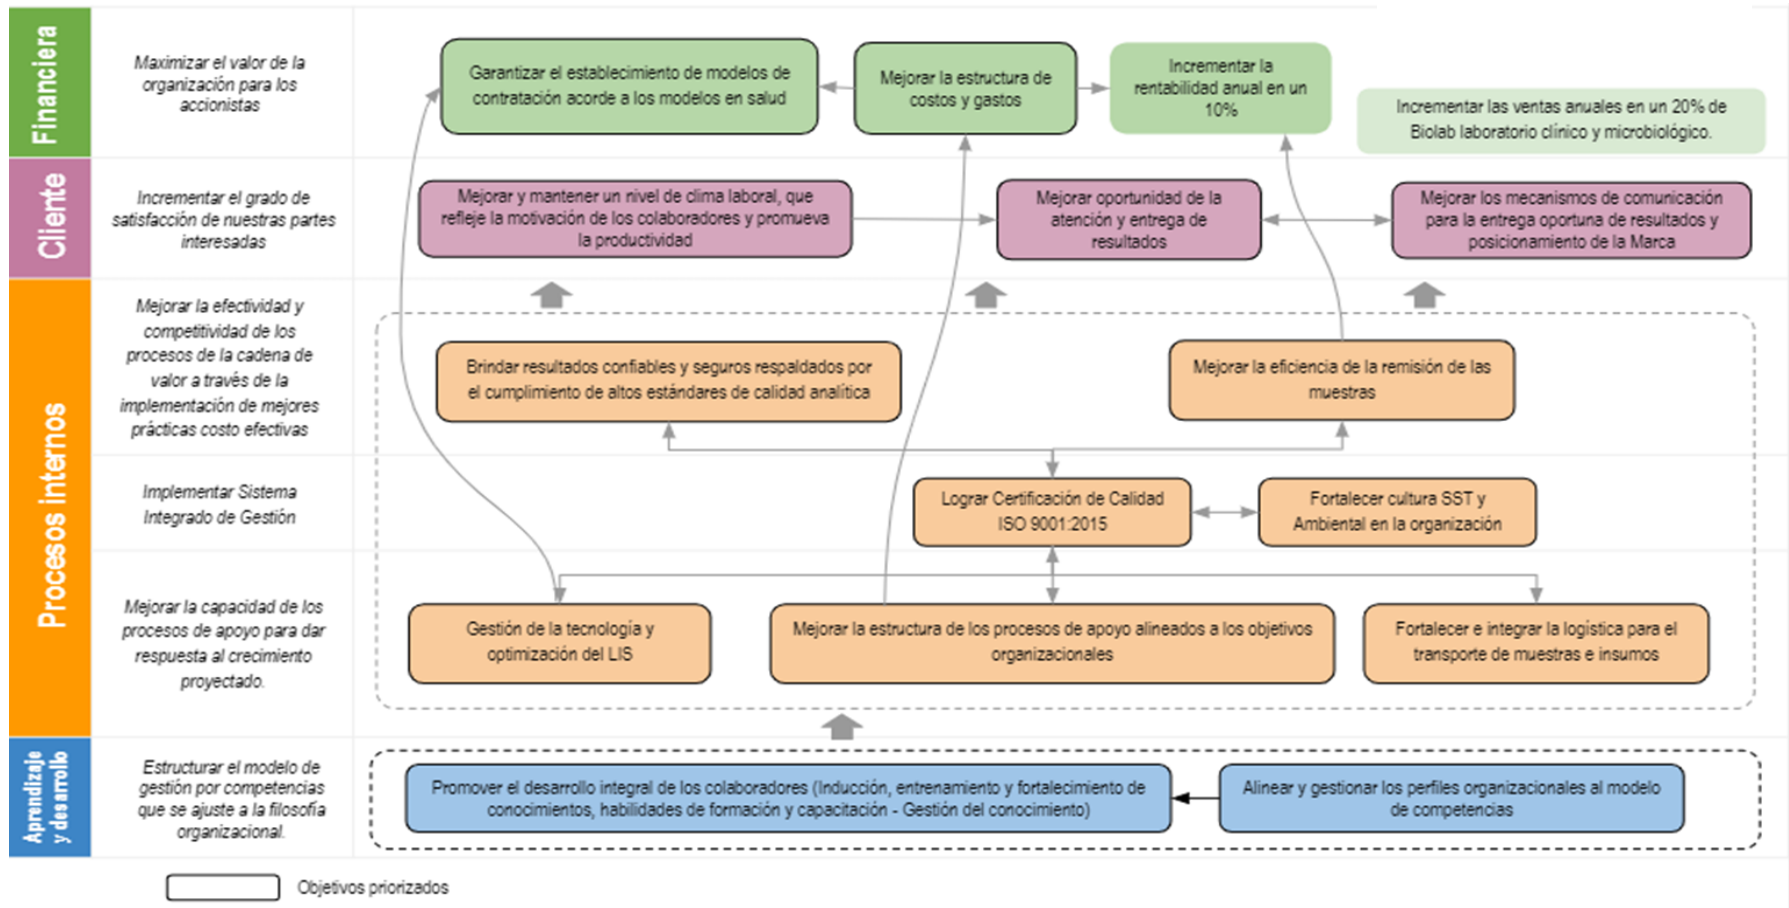 Financiera
Maximizar el valor de la
organización para los
accionistas
Garantizar el establecimiento de modelos de
contratación acorde a los modelos en salud
Mejorar la estructura de
costos y gastos
Incrementar la
rentabilidad anual en un
10%
Incrementar las ventas anuales en un 20% de
Biolab laboratorio clínico y microbiológico.
Cliente
Incrementar el grado de
satisfacción de nuestras partes
interesadas
Mejorar y mantener un nivel de clima laboral, que
refleje la motivación de los colaboradores y promueva
la productividad
Mejorar oportunidad de la
atención y entrega de
resultados
Mejorar los mecanismos de comunicación
para la entrega oportuna de resultados y
posicionamiento de la Marca
Procesos internos
Mejorar la efectividad y
competitividad de los
procesos de la cadena de
valor a través de la
implementación de mejores
prácticas costo efectivas
Brindar resultados confiables y seguros respaldados por
el cumplimiento de altos estándares de calidad analítica
Mejorar la eficiencia de la remisión de las
muestras
Implementar Sistema
Integrado de Gestión
Lograr Certificación de Calidad
ISO 9001:2015
Fortalecer cultura SST y
Ambiental en la organización
Mejorar la capacidad de los
procesos de apoyo para dar
respuesta al crecimiento
proyectado.
Gestión de la tecnología y
optimización del LIS
Mejorar la estructura de los procesos de apoyo alineados a los objetivos
organizacionales
Fortalecer e integrar la logística para el
transporte de muestras e insumos
Aprendizaje
y desarrollo
Estructurar el modelo de
gestión por competencias
que se ajuste a la filosofía
organizacional.
Promover el desarrollo integral de los colaboradores (Inducción, entrenamiento y fortalecimiento de
conocimientos, habilidades de formación y capacitación - Gestión del conocimiento)
Alinear y gestionar los perfiles organizacionales al modelo
de competencias
Objetivos priorizados